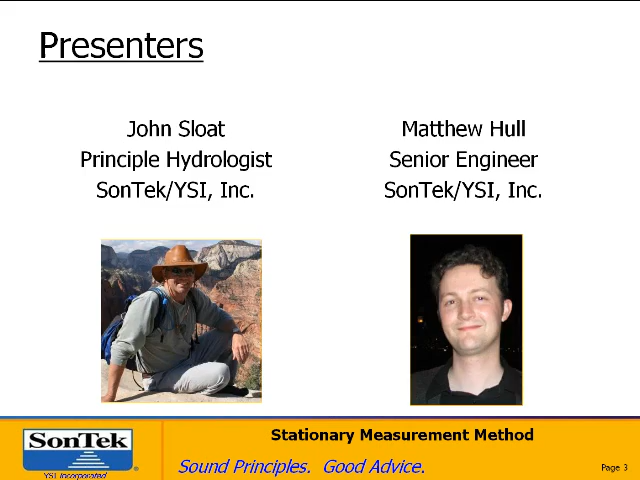 Presenters
John Sloat
Principle Hydrologist
SonTek/YSI, Inc.
Matthew Hull
Senior Engineer
SonTek/YSI, Inc.
SonTek
®
YSI Incorporated
Stationary Measurement Method
Sound Principles. Good Advice.
Page 3